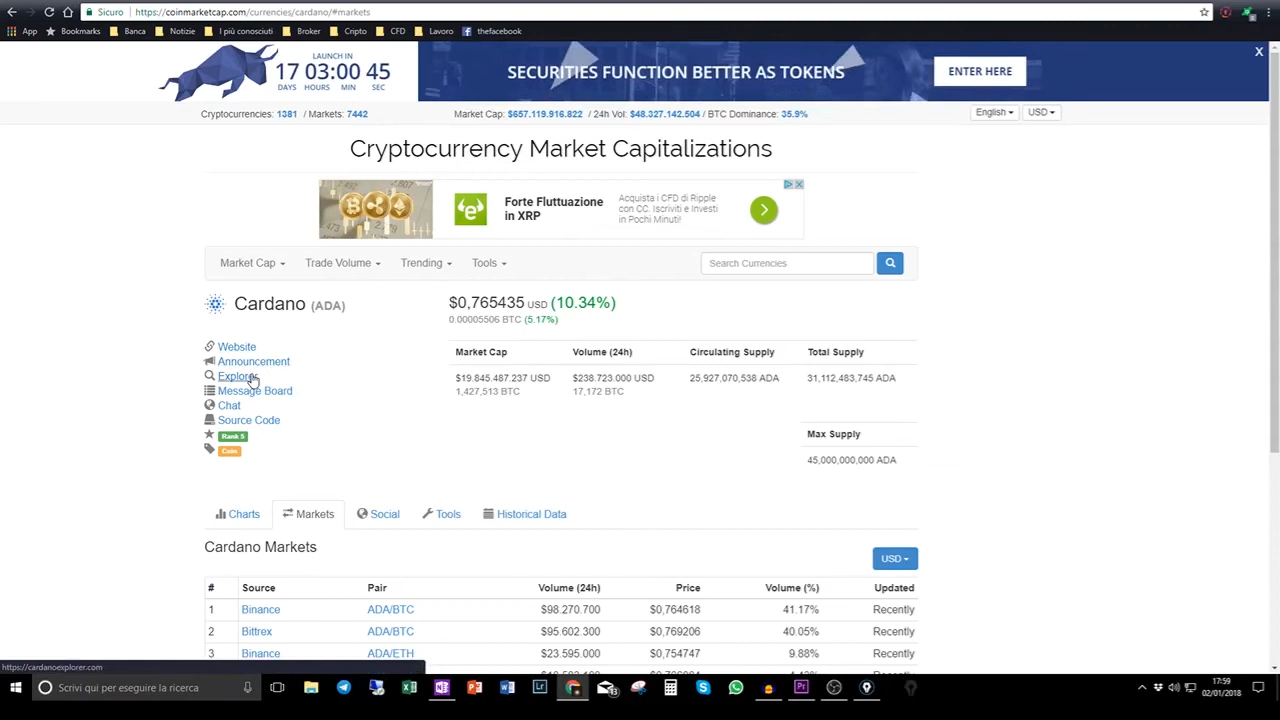 Sicuro https://coinmarketcap.com/currencies/cardano/#markets
App Bookmarks Banca Notizie I più conosciuti Broker Cripto CFD Lavoro thefacebook
X
LAUNCH IN
17 03:00 45
DAYS HOURS MIN SEC
SECURITIES FUNCTION BETTER AS TOKENS ENTER HERE
Cryptocurrencies: 1381 / Markets: 7442 Market Cap: $657.119.916.822 / 24h Vol: $48.327.142.504 / BTC Dominance: 35.9% English USD
Cryptocurrency Market Capitalizations
Forte Fluttuazione
in XRP
Acquista i CFD di Ripple
con CC. Iscriviti e Investi
in Pochi Minuti!
Market Cap Trade Volume Trending Tools Search Currencies
Cardano (ADA) $0,765435 USD (10.34%)
0.00005506 BTC (5.17%)
Website
Announcement
Explorer
Message Board
Chat
Source Code
Rank 5
Coin
Market Cap Volume (24h) Circulating Supply Total Supply
$19.845.487.237 USD $238.723.000 USD 25,927,070,538 ADA 31,112,483,745 ADA
1,427,513 BTC 17,172 BTC
Max Supply
45,000,000,000 ADA
Charts Markets Social Tools Historical Data
Cardano Markets
USD
# Source Pair Volume (24h) Price Volume (%) Updated
1 Binance ADA/BTC $98.270.700 $0,764618 41.17% Recently
2 Bittrex ADA/BTC $95.602.300 $0,769206 40.05% Recently
3 Binance ADA/ETH $23.595.000 $0,754747 9.88% Recently
https://cardanoexplorer.com
Scrivi qui per eseguire la ricerca
17:59
02/01/2018